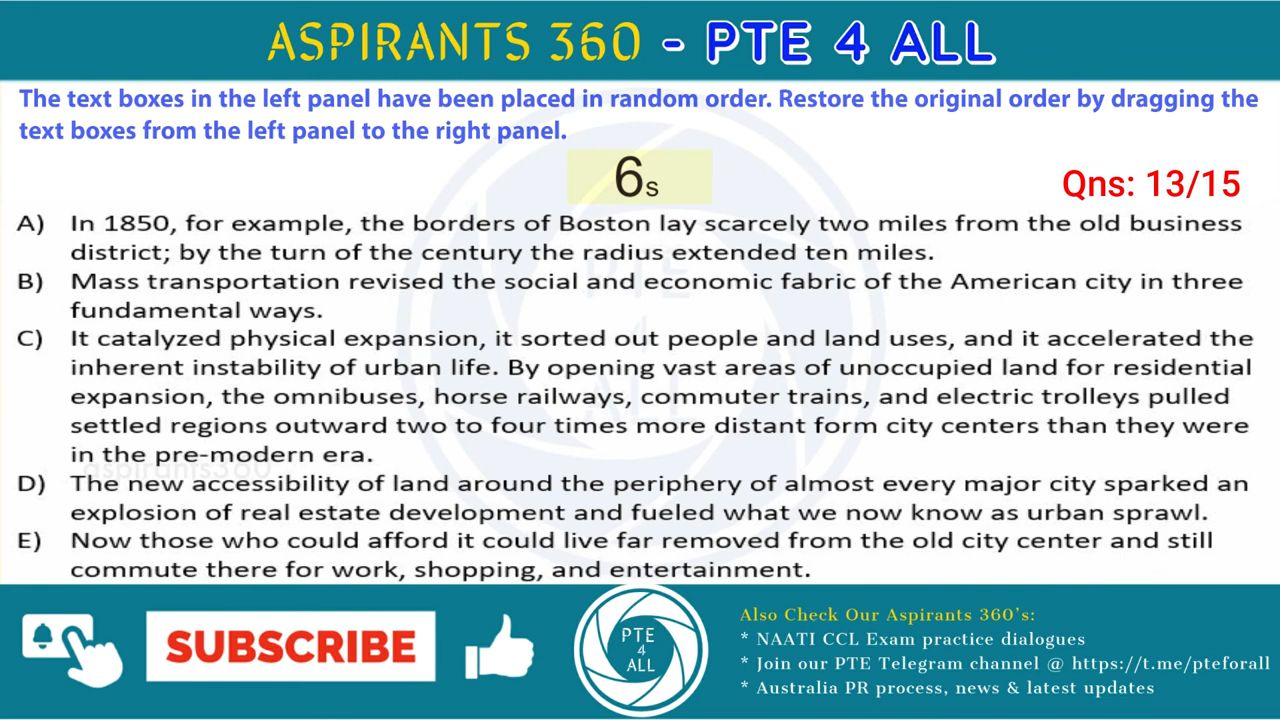 ASPIRANTS 360 - PTE 4 ALL
The text boxes in the left panel have been placed in random order. Restore the original order by dragging the
text boxes from the left panel to the right panel.
6s
Qns: 13/15
A) In 1850, for example, the borders of Boston lay scarcely two miles from the old business
district; by the turn of the century the radius extended ten miles.
B) Mass transportation revised the social and economic fabric of the American city in three
fundamental ways.
C) It catalyzed physical expansion, it sorted out people and land uses, and it accelerated the
inherent instability of urban life. By opening vast areas of unoccupied land for residential
expansion, the omnibuses, horse railways, commuter trains, and electric trolleys pulled
settled regions outward two to four times more distant form city centers than they were
in the pre-modern era.
aspirants360
D) The new accessibility of land around the periphery of almost every major city sparked an
explosion of real estate development and fueled what we now know as urban sprawl.
E) Now those who could afford it could live far removed from the old city center and still
commute there for work, shopping, and entertainment.
PTE
4
ALL
SUBSCRIBE
PTE
4
ALL
Also Check Our Aspirants 360's:
* NAATI CCL Exam practice dialogues
* Join our PTE Telegram channel @ https://t.me/pteforall
* Australia PR process, news & latest updates